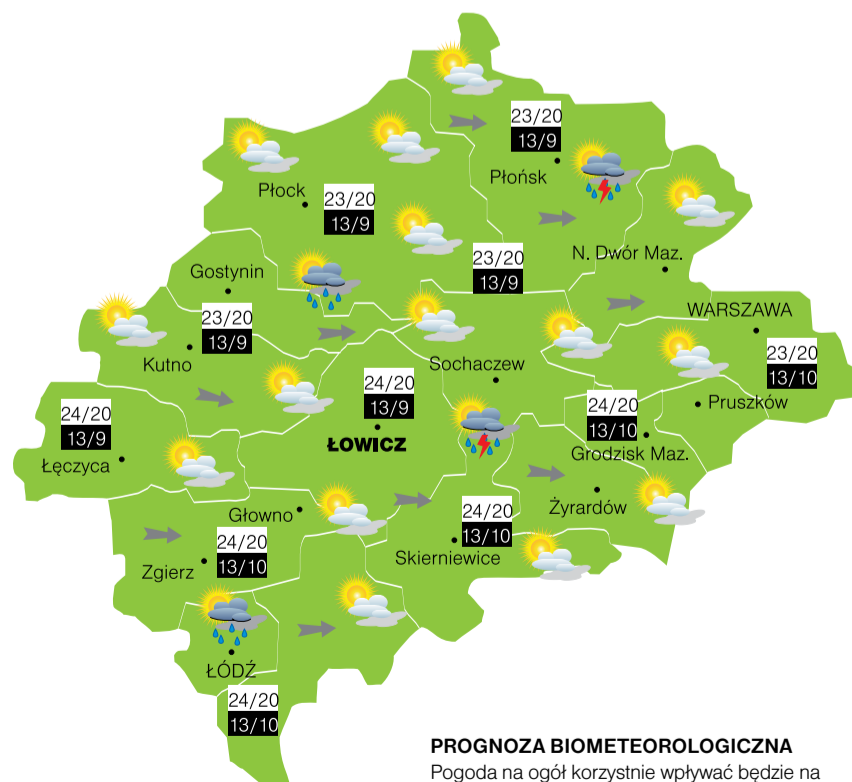 23/20
13/9
Płońsk
Płock
23/20
13/9
N. Dwór Maz.
Gostynin
23/20
13/9
WARSZAWA
23/20
13/9
Kutno
Sochaczew
23/20
13/10
24/20
13/9
ŁOWICZ
24/20
13/10
Pruszków
Grodzisk Maz.
24/20
13/9
Łęczyca
Żyrardów
Głowno
24/20
13/10
Skierniewice
24/20
13/10
Zgierz
ŁÓDŹ
24/20
13/10
PROGNOZA BIOMETEOROLOGICZNA
Pogoda na ogół korzystnie wpływać będzie na